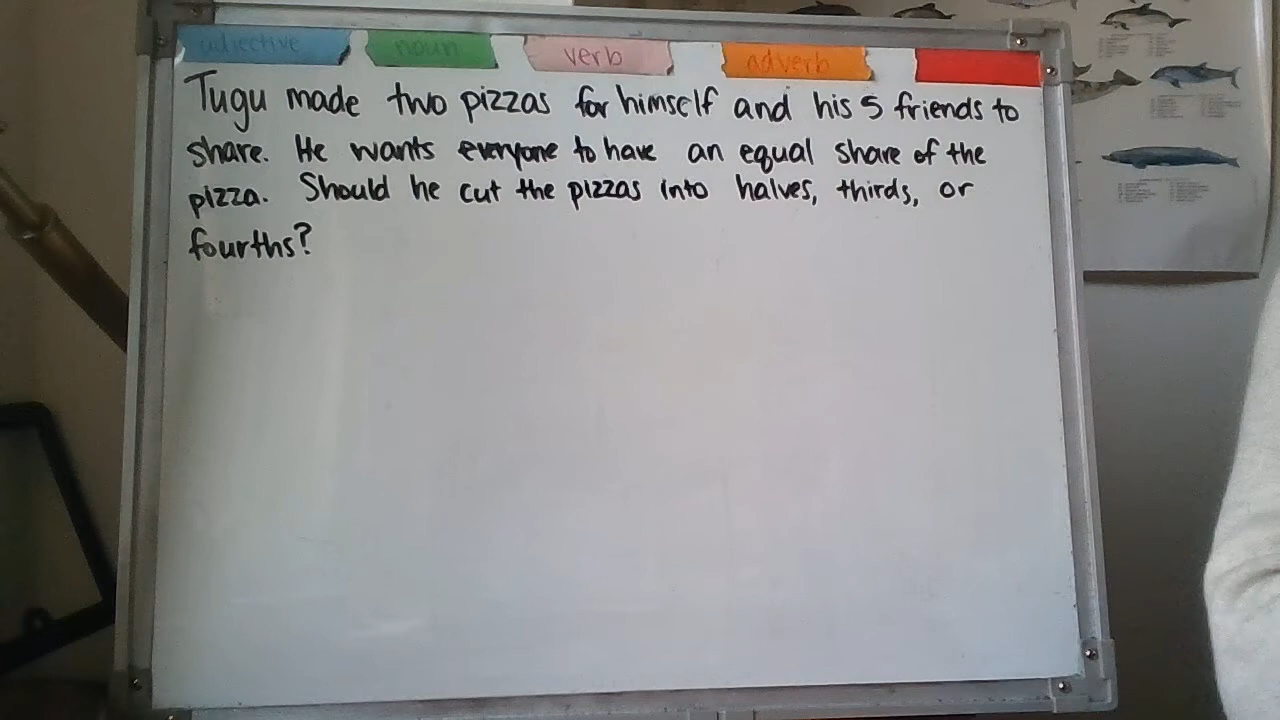 adjective noun verb adverb
Tugu made two pizzas for himself and his 5 friends to
share. He wants everyone to have an equal share of the
pizza. Should he cut the pizzas into halves, thirds, or
fourths?